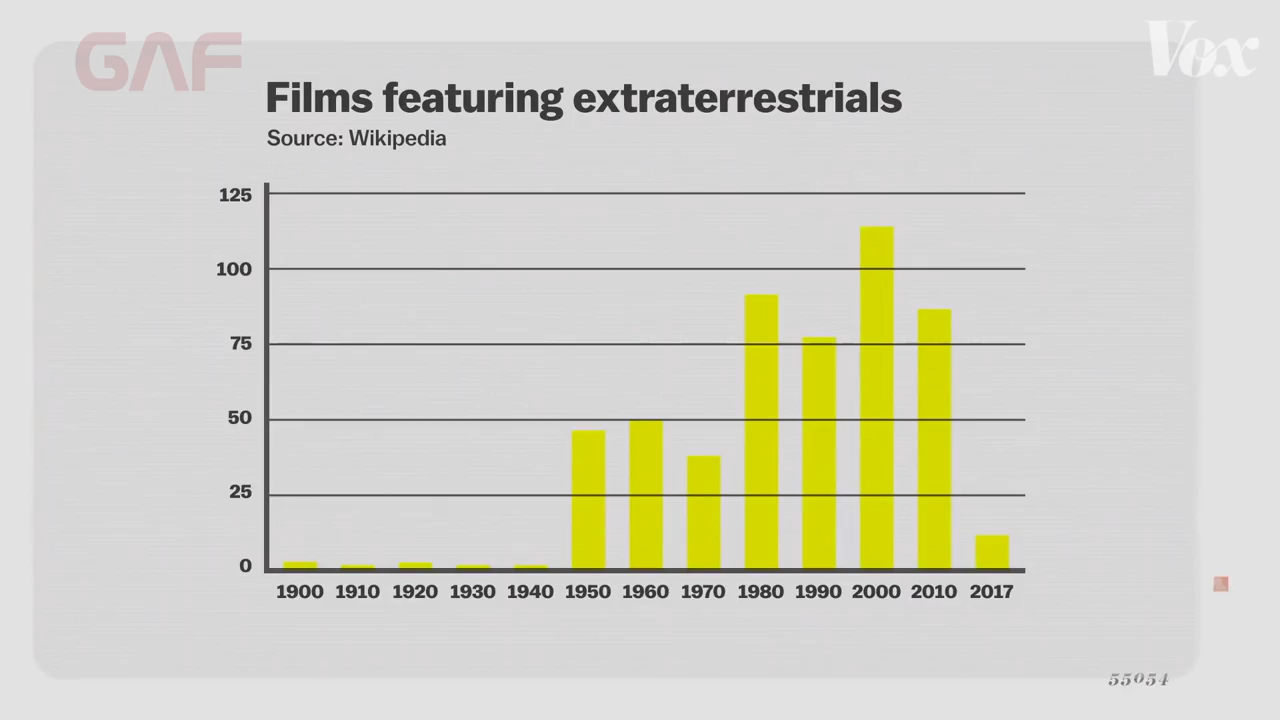 GAF
Vox
Films featuring extraterrestrials
Source: Wikipedia
125
100
75
50
25
0
1900 1910 1920 1930 1940 1950 1960 1970 1980 1990 2000 2010 2017
55054